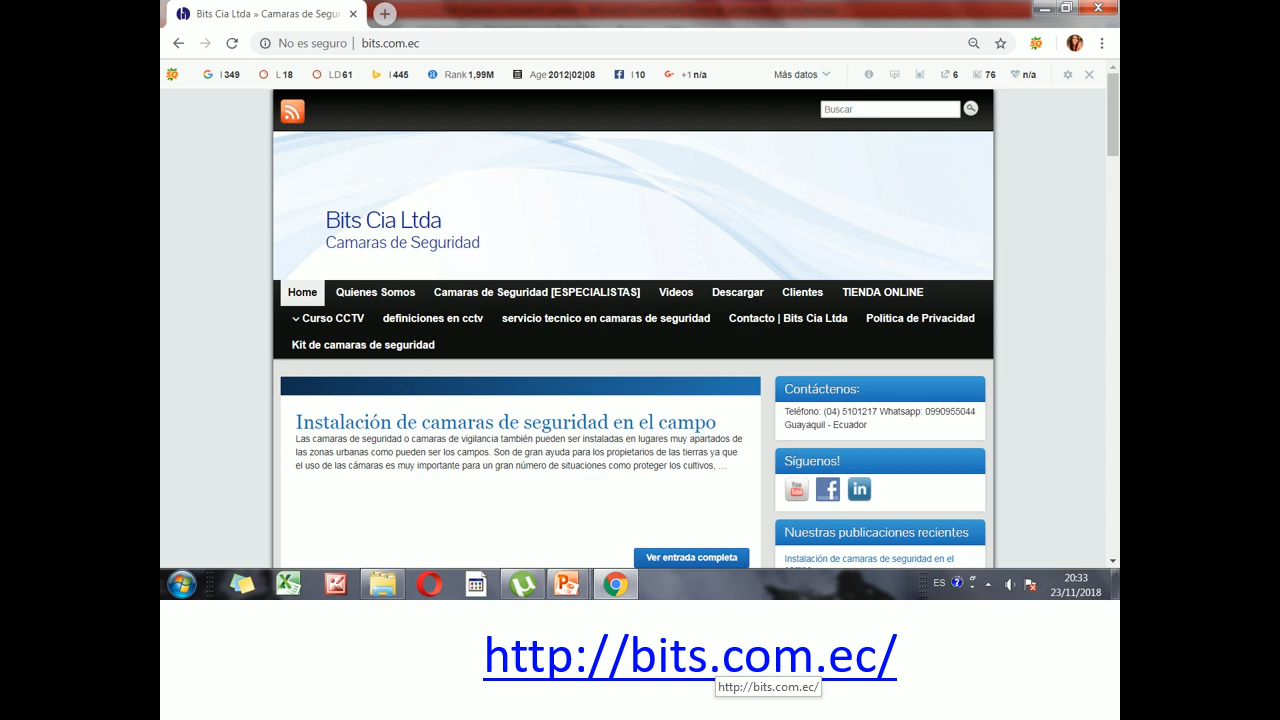 Bits Cia Ltda » Camaras de Segur
No es seguro | bits.com.ec
I 349 L 18 LD 61 I 445 Rank 1,99M Age 2012|02|08 I 10 +1 n/a Más datos 6 76 n/a
Buscar
Bits Cia Ltda
Camaras de Seguridad
Home Quienes Somos Camaras de Seguridad [ESPECIALISTAS] Videos Descargar Clientes TIENDA ONLINE
Curso CCTV definiciones en cctv servicio tecnico en camaras de seguridad Contacto | Bits Cia Ltda Politica de Privacidad
Kit de camaras de seguridad
Instalación de camaras de seguridad en el campo
Las camaras de seguridad o camaras de vigilancia también pueden ser instaladas en lugares muy apartados de
las zonas urbanas como pueden ser los campos. Son de gran ayuda para los propietarios de las tierras ya que
el uso de las cámaras es muy importante para un gran número de situaciones como proteger los cultivos, …
Ver entrada completa
Contáctenos:
Teléfono: (04) 5101217 Whatsapp: 0990955044
Guayaquil - Ecuador
Síguenos!
You
Tube
f in
Nuestras publicaciones recientes
Instalación de camaras de seguridad en el
ES 20:33
23/11/2018
http://bits.com.ec/
http://bits.com.ec/